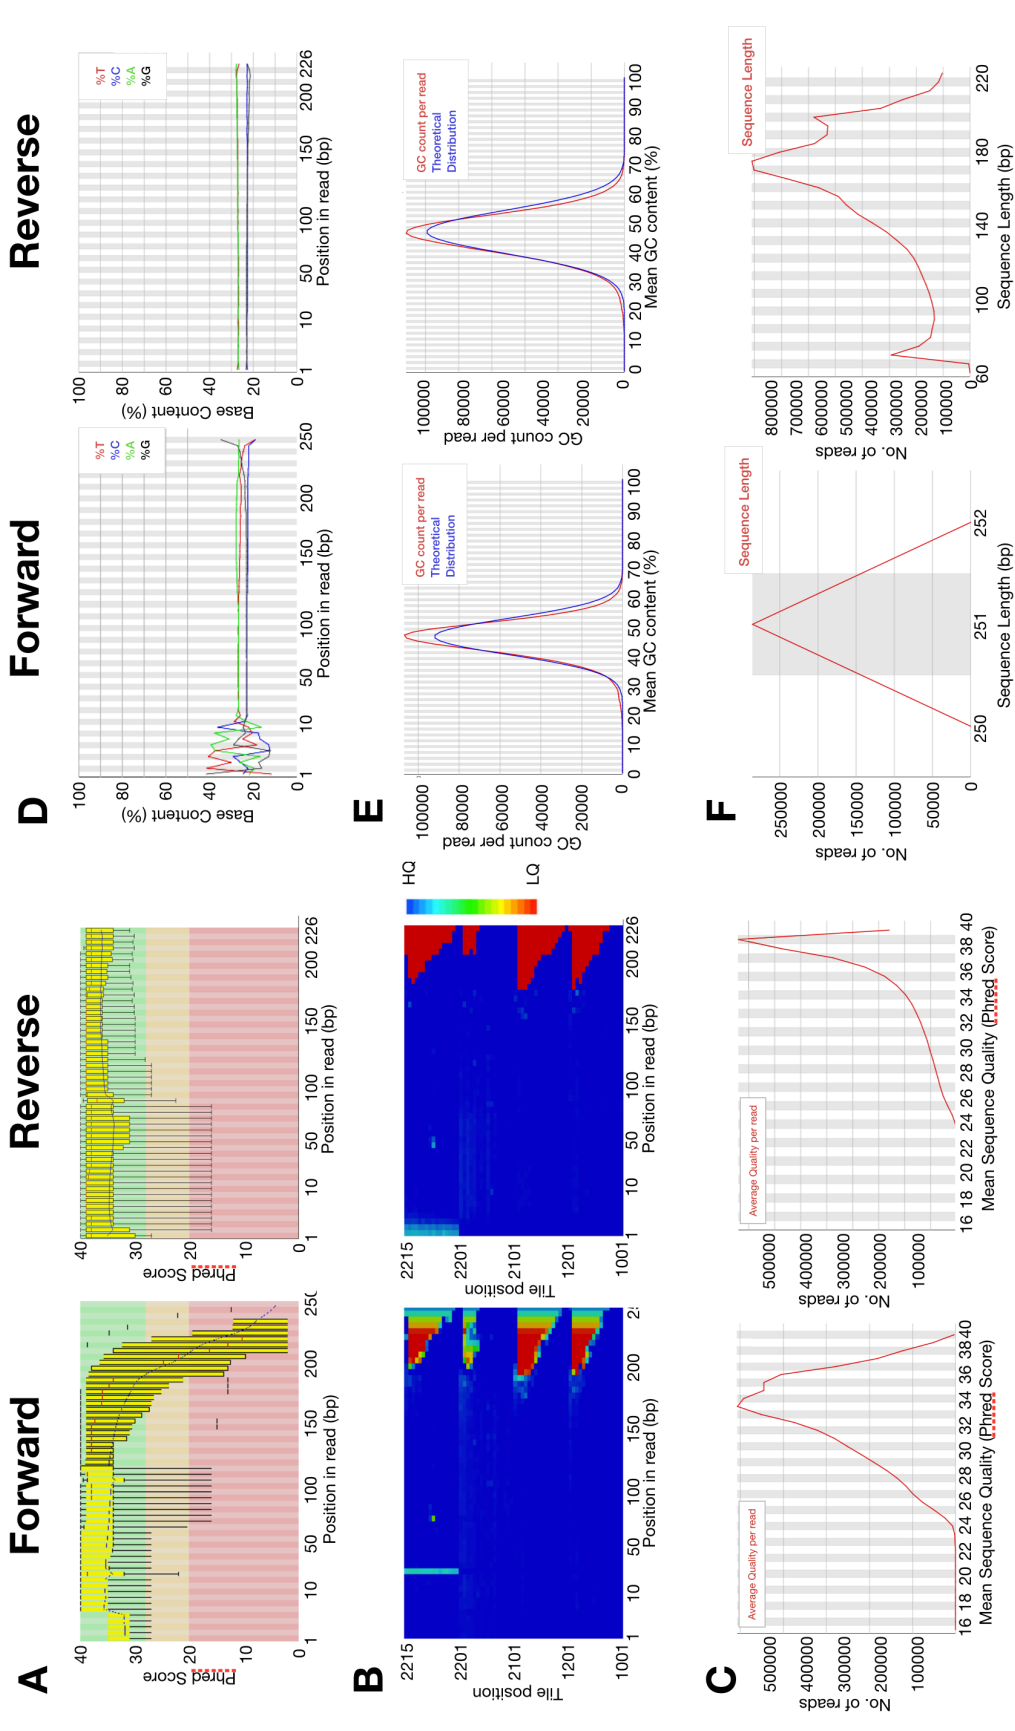 A
Forward
Reverse
Phred Score
40
30
20
10
0
1
10
50
100
150
200
250
Position in read (bp)
Phred Score
40
30
20
10
0
1
10
50
100
150
200
226
Position in read (bp)
B
Tile position
2215
2201
2101
1201
1001
1
10
50
100
150
200
Position in read (bp)
Tile position
2215
2201
2101
1201
1001
1
10
50
100
150
200
226
Position in read (bp)
HQ
LQ
C
No. of reads
500000
400000
300000
200000
100000
Average Quality per read
16 18 20 22 24 26 28 30 32 34 36 38 40
Mean Sequence Quality (Phred Score)
No. of reads
500000
400000
300000
200000
100000
Average Quality per read
16 18 20 22 24 26 28 30 32 34 36 38 40
Mean Sequence Quality (Phred Score)
D
Forward
Reverse
Base Content (%)
100
80
60
40
20
0
%T
%C
%A
%G
1
10
50
100
150
200
250
Position in read (bp)
Base Content (%)
100
80
60
40
20
0
%T
%C
%A
%G
1
10
50
100
150
200
226
Position in read (bp)
E
GC count per read
100000
80000
60000
40000
20000
0
GC count per read
Theoretical
Distribution
0 10 20 30 40 50 60 70 80 90 100
Mean GC content (%)
GC count per read
100000
80000
60000
40000
20000
0
GC count per read
Theoretical
Distribution
0 10 20 30 40 50 60 70 80 90 100
Mean GC content (%)
F
No. of reads
250000
200000
150000
100000
50000
0
Sequence Length
250
251
252
Sequence Length (bp)
No. of reads
800000
700000
600000
500000
400000
300000
200000
100000
0
Sequence Length
60
100
140
180
220
Sequence Length (bp)